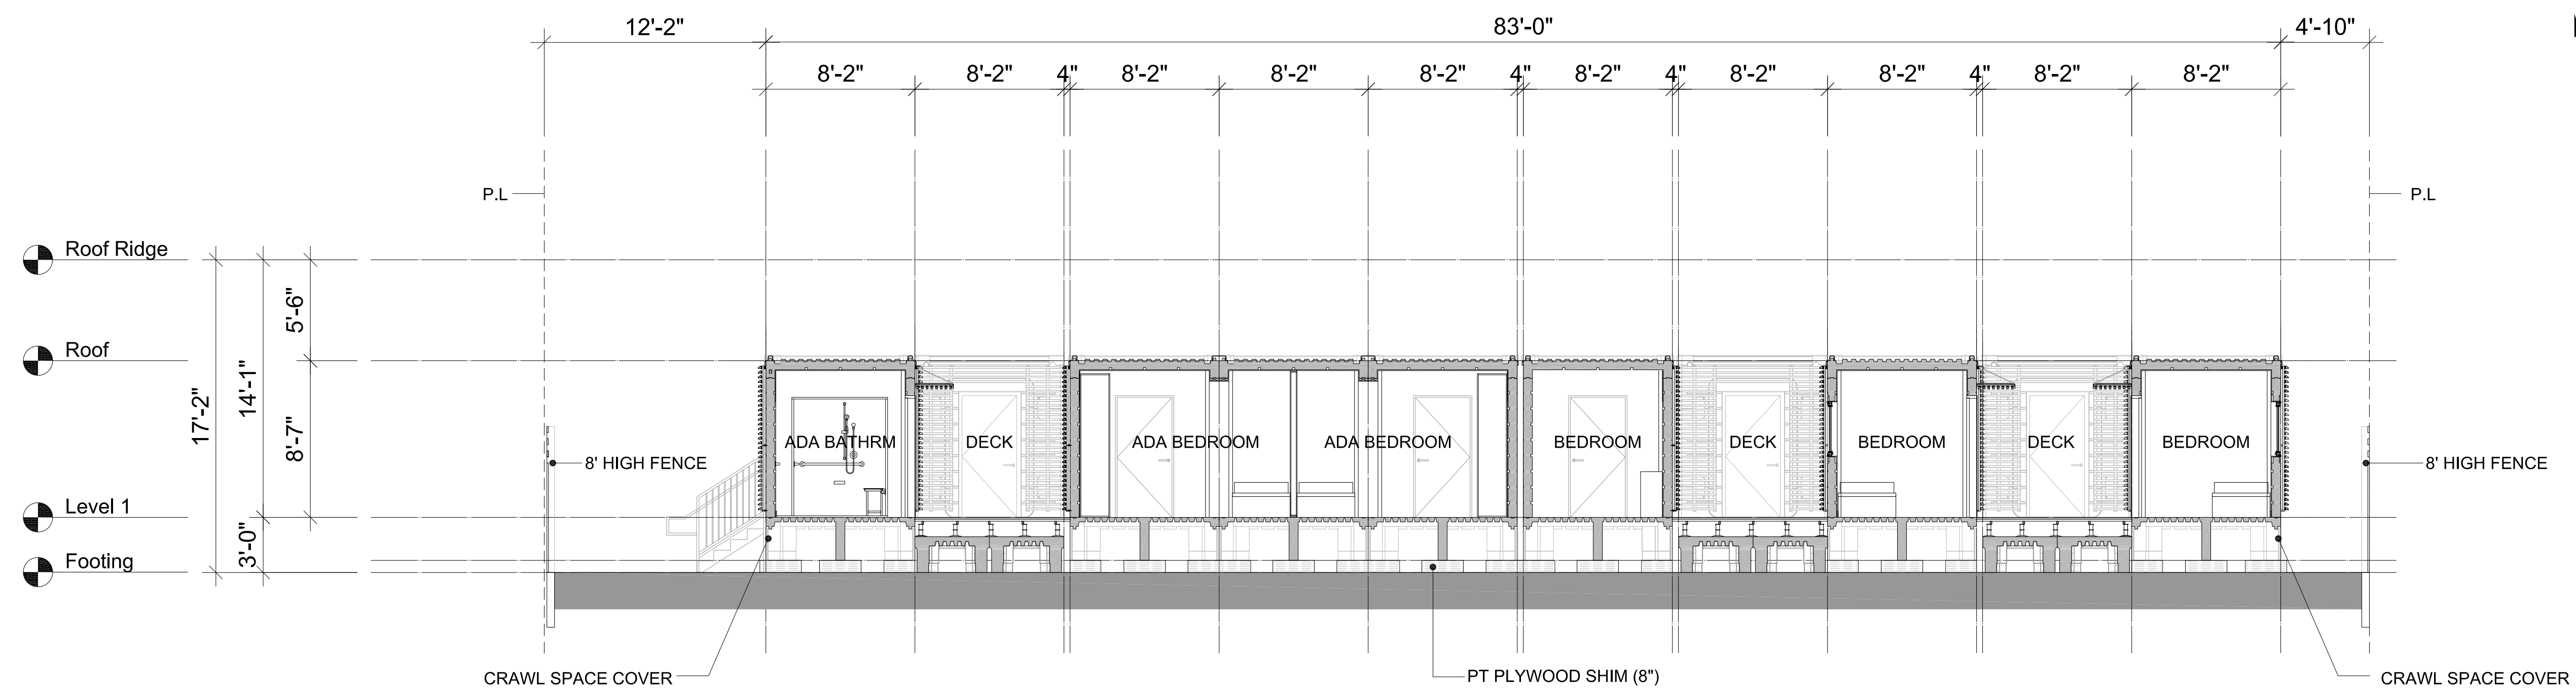 12'-2"
83'-0"
4'-10"
8'-2"
8'-2"
4"
8'-2"
8'-2"
8'-2"
4"
8'-2"
4"
8'-2"
8'-2"
4"
8'-2"
8'-2"
P.L
P.L
Roof Ridge
5'-6"
Roof
17'-2"
14'-1"
8'-7"
ADA BATHRM
DECK
ADA BEDROOM
ADA BEDROOM
BEDROOM
DECK
BEDROOM
DECK
BEDROOM
8' HIGH FENCE
8' HIGH FENCE
Level 1
3'-0"
Footing
CRAWL SPACE COVER
PT PLYWOOD SHIM (8")
CRAWL SPACE COVER